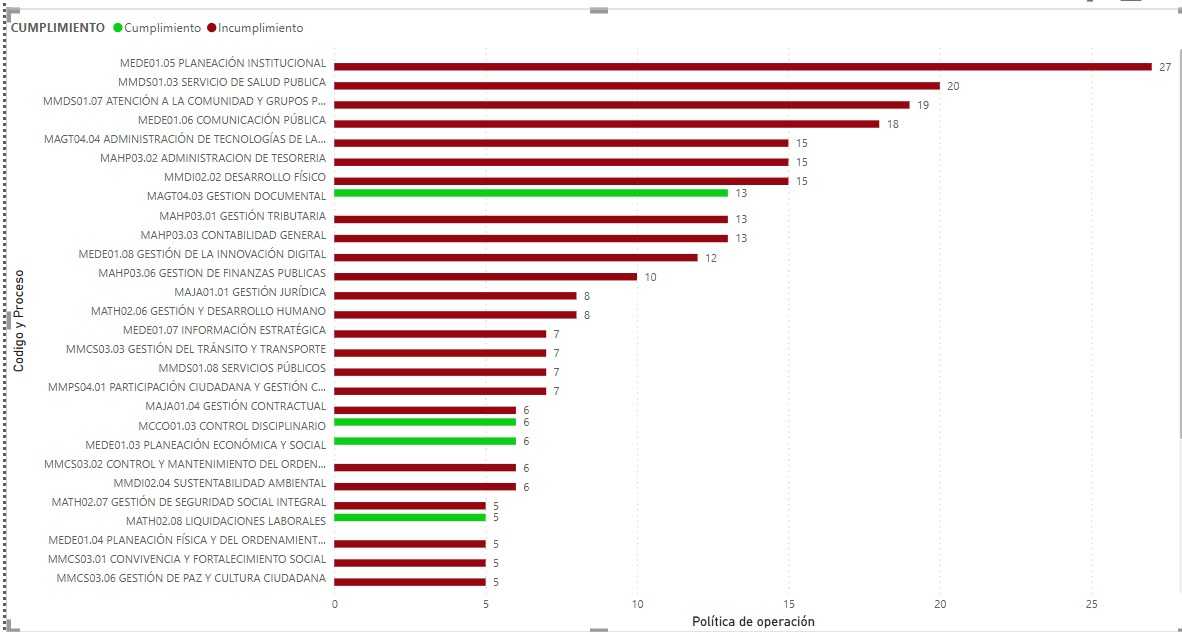 CUMPLIMIENTO Cumplimiento Incumplimiento
MEDE01.05 PLANEACIÓN INSTITUCIONAL 27
MMDS01.03 SERVICIO DE SALUD PUBLICA 20
MMDS01.07 ATENCIÓN A LA COMUNIDAD Y GRUPOS P... 19
MEDE01.06 COMUNICACIÓN PÚBLICA 18
MAGT04.04 ADMINISTRACIÓN DE TECNOLOGÍAS DE LA... 15
MAHP03.02 ADMINISTRACION DE TESORERIA 15
MMDI02.02 DESARROLLO FÍSICO 15
MAGT04.03 GESTION DOCUMENTAL 13
MAHP03.01 GESTIÓN TRIBUTARIA 13
MAHP03.03 CONTABILIDAD GENERAL 13
MEDE01.08 GESTIÓN DE LA INNOVACIÓN DIGITAL 12
MAHP03.06 GESTION DE FINANZAS PUBLICAS 10
MAJA01.01 GESTIÓN JURÍDICA 8
MATH02.06 GESTIÓN Y DESARROLLO HUMANO 8
MEDE01.07 INFORMACIÓN ESTRATÉGICA 7
MMCS03.03 GESTIÓN DEL TRÁNSITO Y TRANSPORTE 7
MMDS01.08 SERVICIOS PÚBLICOS 7
MMPS04.01 PARTICIPACIÓN CIUDADANA Y GESTIÓN C... 7
MAJA01.04 GESTIÓN CONTRACTUAL 6
MCCO01.03 CONTROL DISCIPLINARIO 6
MEDE01.03 PLANEACIÓN ECONÓMICA Y SOCIAL 6
MMCS03.02 CONTROL Y MANTENIMIENTO DEL ORDEN... 6
MMDI02.04 SUSTENTABILIDAD AMBIENTAL 6
MATH02.07 GESTIÓN DE SEGURIDAD SOCIAL INTEGRAL 5
MATH02.08 LIQUIDACIONES LABORALES 5
MEDE01.04 PLANEACIÓN FÍSICA Y DEL ORDENAMIENT... 5
MMCS03.01 CONVIVENCIA Y FORTALECIMIENTO SOCIAL 5
MMCS03.06 GESTIÓN DE PAZ Y CULTURA CIUDADANA 5
Codigo y Proceso
0 5 10 15 20 25
Política de operación